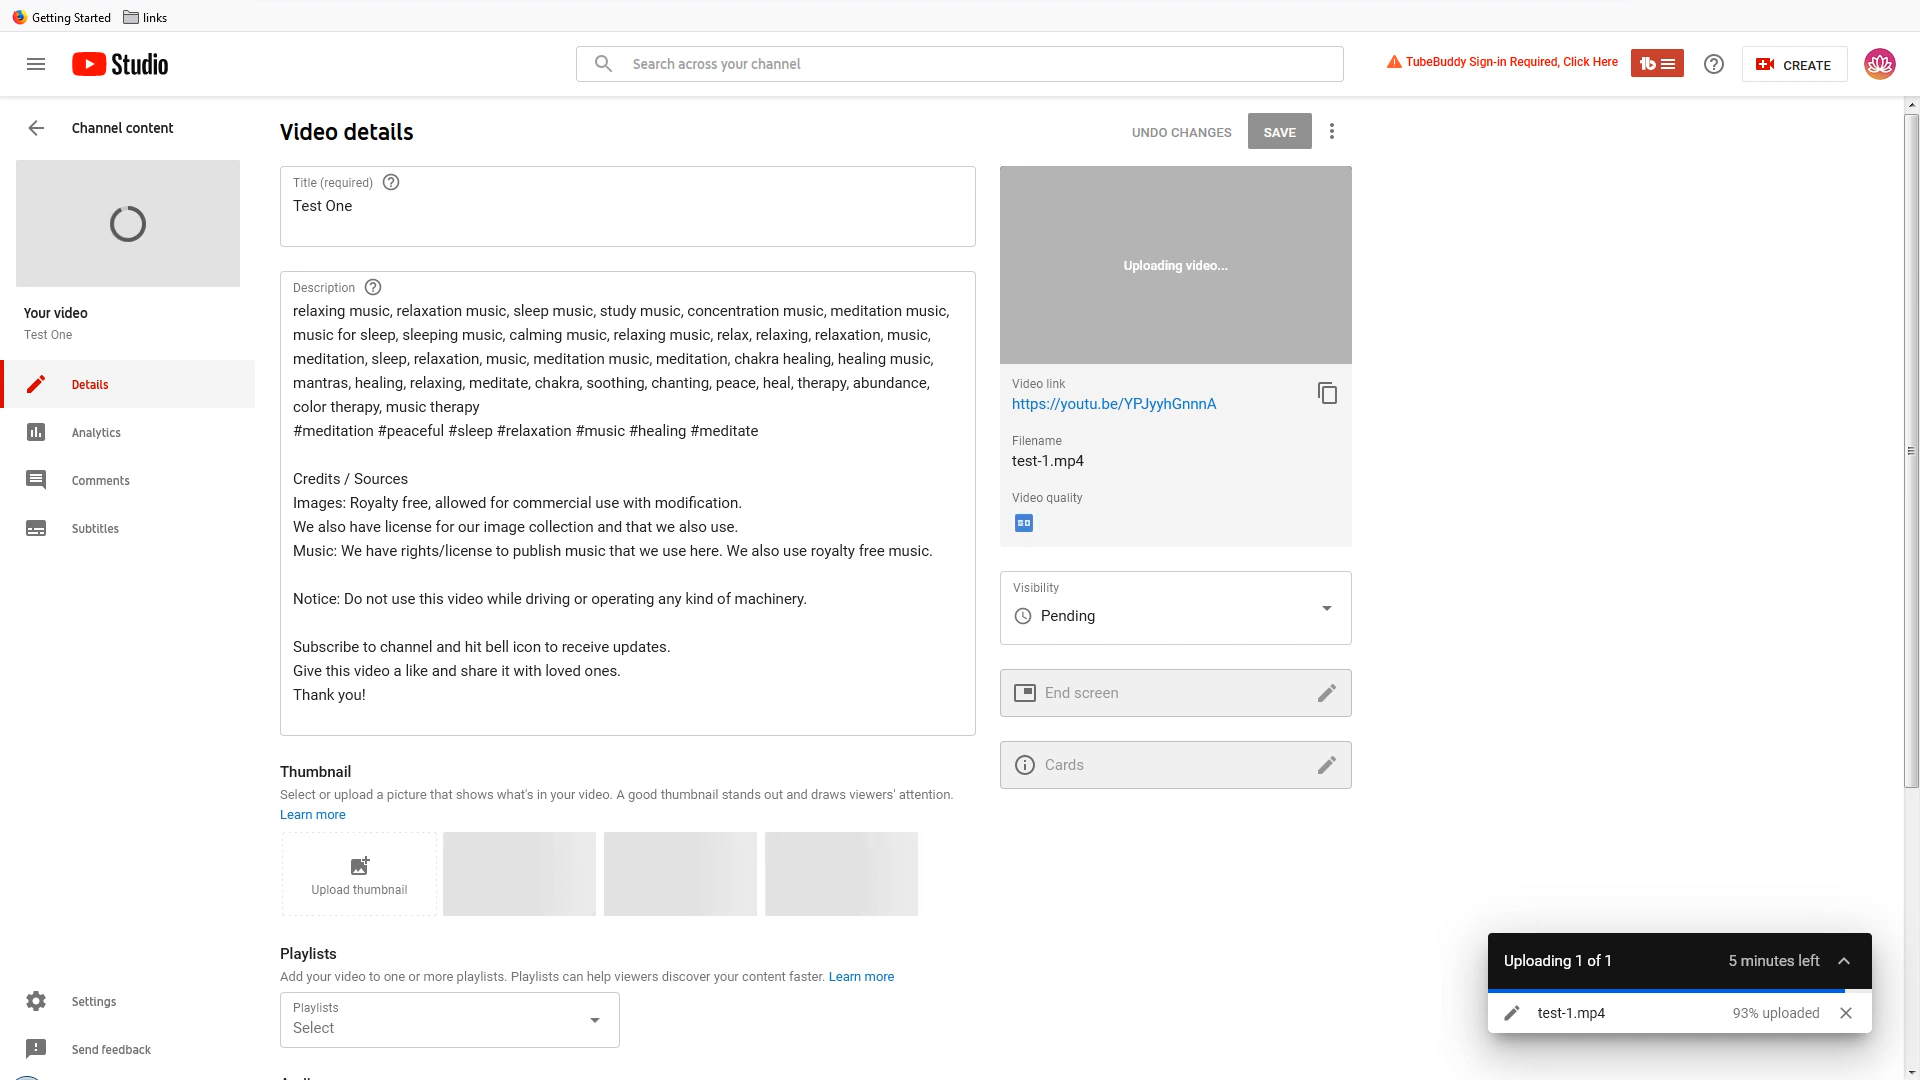 Getting Started
links
Studio
Search across your channel
TubeBuddy Sign-in Required, Click Here
CREATE
Channel content
Your video
Test One
Details
Analytics
Comments
Subtitles
Settings
Send feedback
Video details
UNDO CHANGES
SAVE
Title (required)
Test One
Description
relaxing music, relaxation music, sleep music, study music, concentration music, meditation music,
music for sleep, sleeping music, calming music, relaxing music, relax, relaxing, relaxation, music,
meditation, sleep, relaxation, music, meditation music, meditation, chakra healing, healing music,
mantras, healing, relaxing, meditate, chakra, soothing, chanting, peace, heal, therapy, abundance,
color therapy, music therapy
#meditation #peaceful #sleep #relaxation #music #healing #meditate
Credits / Sources
Images: Royalty free, allowed for commercial use with modification.
We also have license for our image collection and that we also use.
Music: We have rights/license to publish music that we use here. We also use royalty free music.
Notice: Do not use this video while driving or operating any kind of machinery.
Subscribe to channel and hit bell icon to receive updates.
Give this video a like and share it with loved ones.
Thank you!
Thumbnail
Select or upload a picture that shows what's in your video. A good thumbnail stands out and draws viewers' attention.
Learn more
Upload thumbnail
Playlists
Add your video to one or more playlists. Playlists can help viewers discover your content faster. Learn more
Playlists
Select
Uploading video...
Video link
https://youtu.be/YPJyyhGnnnA
Filename
test-1.mp4
Video quality
SD
Visibility
Pending
End screen
Cards
Uploading 1 of 1
5 minutes left
test-1.mp4
93% uploaded